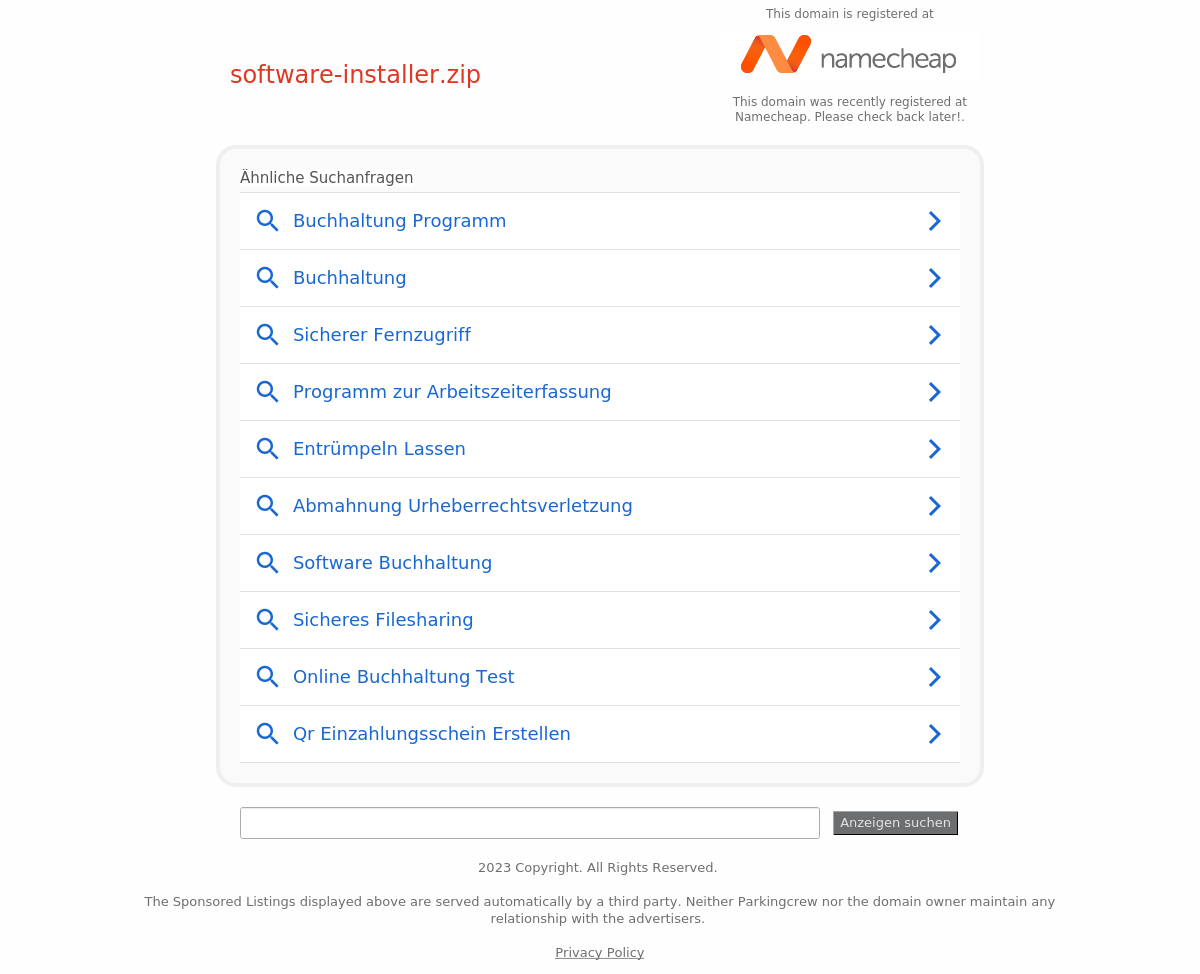 This domain is registered at
namecheap
software-installer.zip
This domain was recently registered at
Namecheap. Please check back later!.
Ähnliche Suchanfragen
Buchhaltung Programm
Buchhaltung
Sicherer Fernzugriff
Programm zur Arbeitszeiterfassung
Entrümpeln Lassen
Abmahnung Urheberrechtsverletzung
Software Buchhaltung
Sicheres Filesharing
Online Buchhaltung Test
Qr Einzahlungsschein Erstellen
Anzeigen suchen
2023 Copyright. All Rights Reserved.
The Sponsored Listings displayed above are served automatically by a third party. Neither Parkingcrew nor the domain owner maintain any
relationship with the advertisers.
Privacy Policy